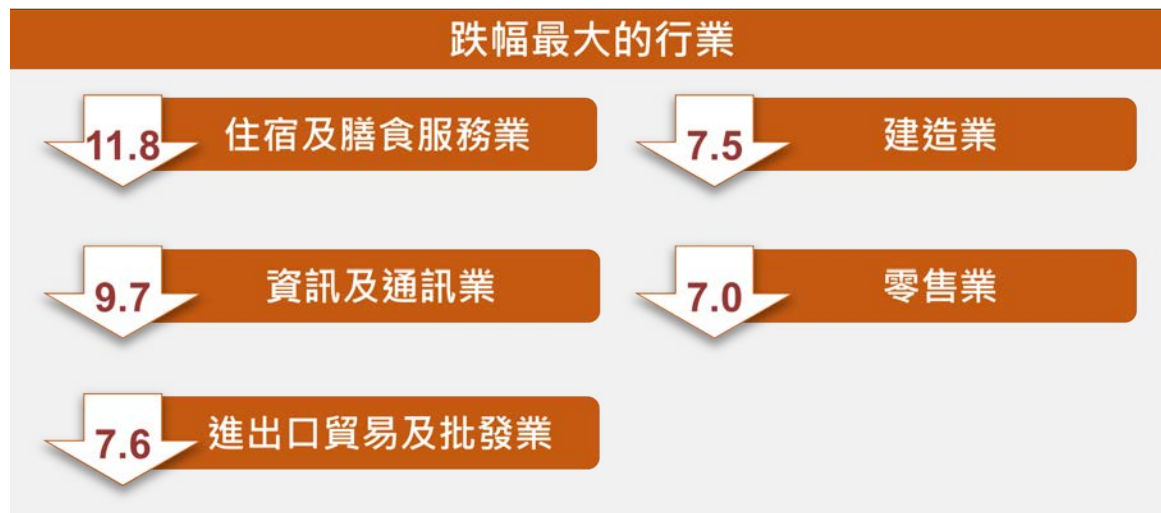 跌幅最大的行業
11.8 住宿及膳食服務業
7.5 建造業
9.7 資訊及通訊業
7.0 零售業
7.6 進出口貿易及批發業